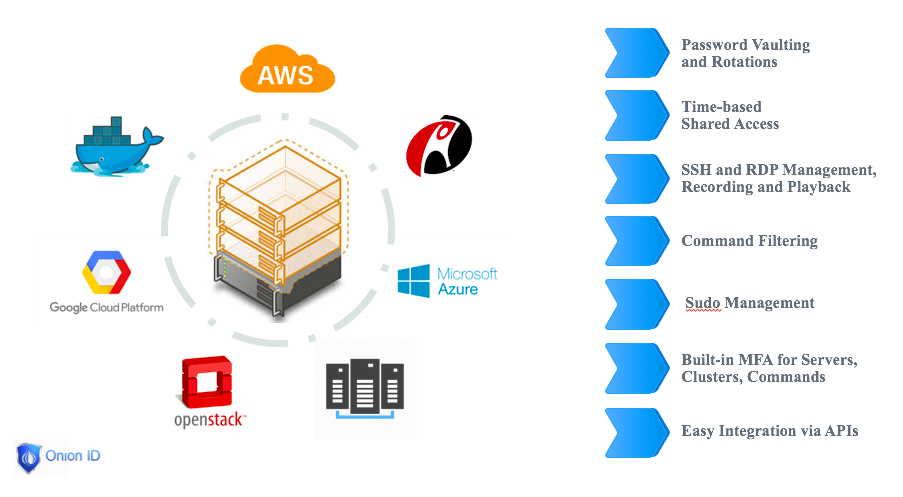 AWS
Google Cloud Platform
Microsoft
Azure
openstack™
Onion ID
Password Vaulting
and Rotations
Time-based
Shared Access
SSH and RDP Management,
Recording and Playback
Command Filtering
Sudo Management
Built-in MFA for Servers,
Clusters, Commands
Easy Integration via APIs